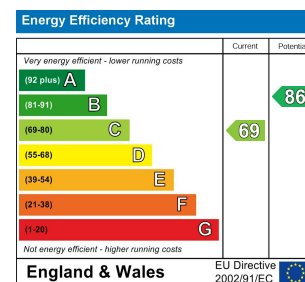 Energy Efficiency Rating
Current Potentia
Very energy efficient - lower running costs
(92 plus) A
(81-91) B
(69-80) C
(55-68) D
(39-54) E
(21-38) F
(1-20) G
69
86
Not energy efficient - higher running costs
England & Wales
EU Directive
2002/91/EC